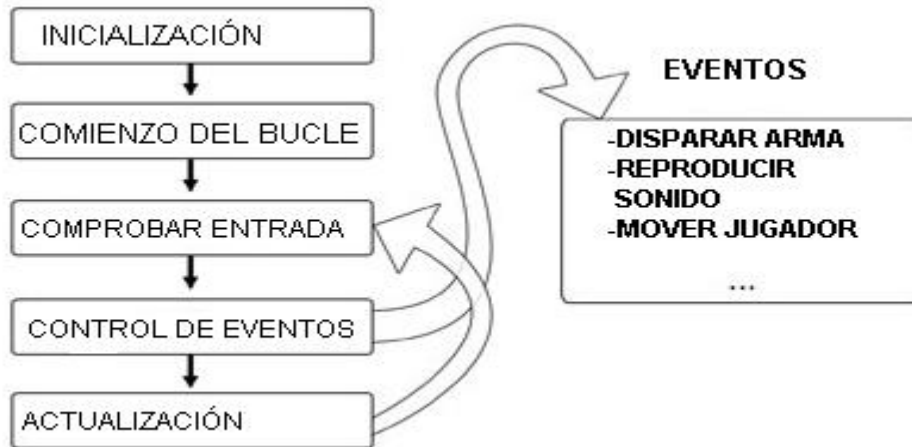 INICIALIZACIÓN
COMIENZO DEL BUCLE
COMPROBAR ENTRADA
CONTROL DE EVENTOS
ACTUALIZACIÓN
EVENTOS
-DISPARAR ARMA
-REPRODUCIR
SONIDO
-MOVER JUGADOR
...